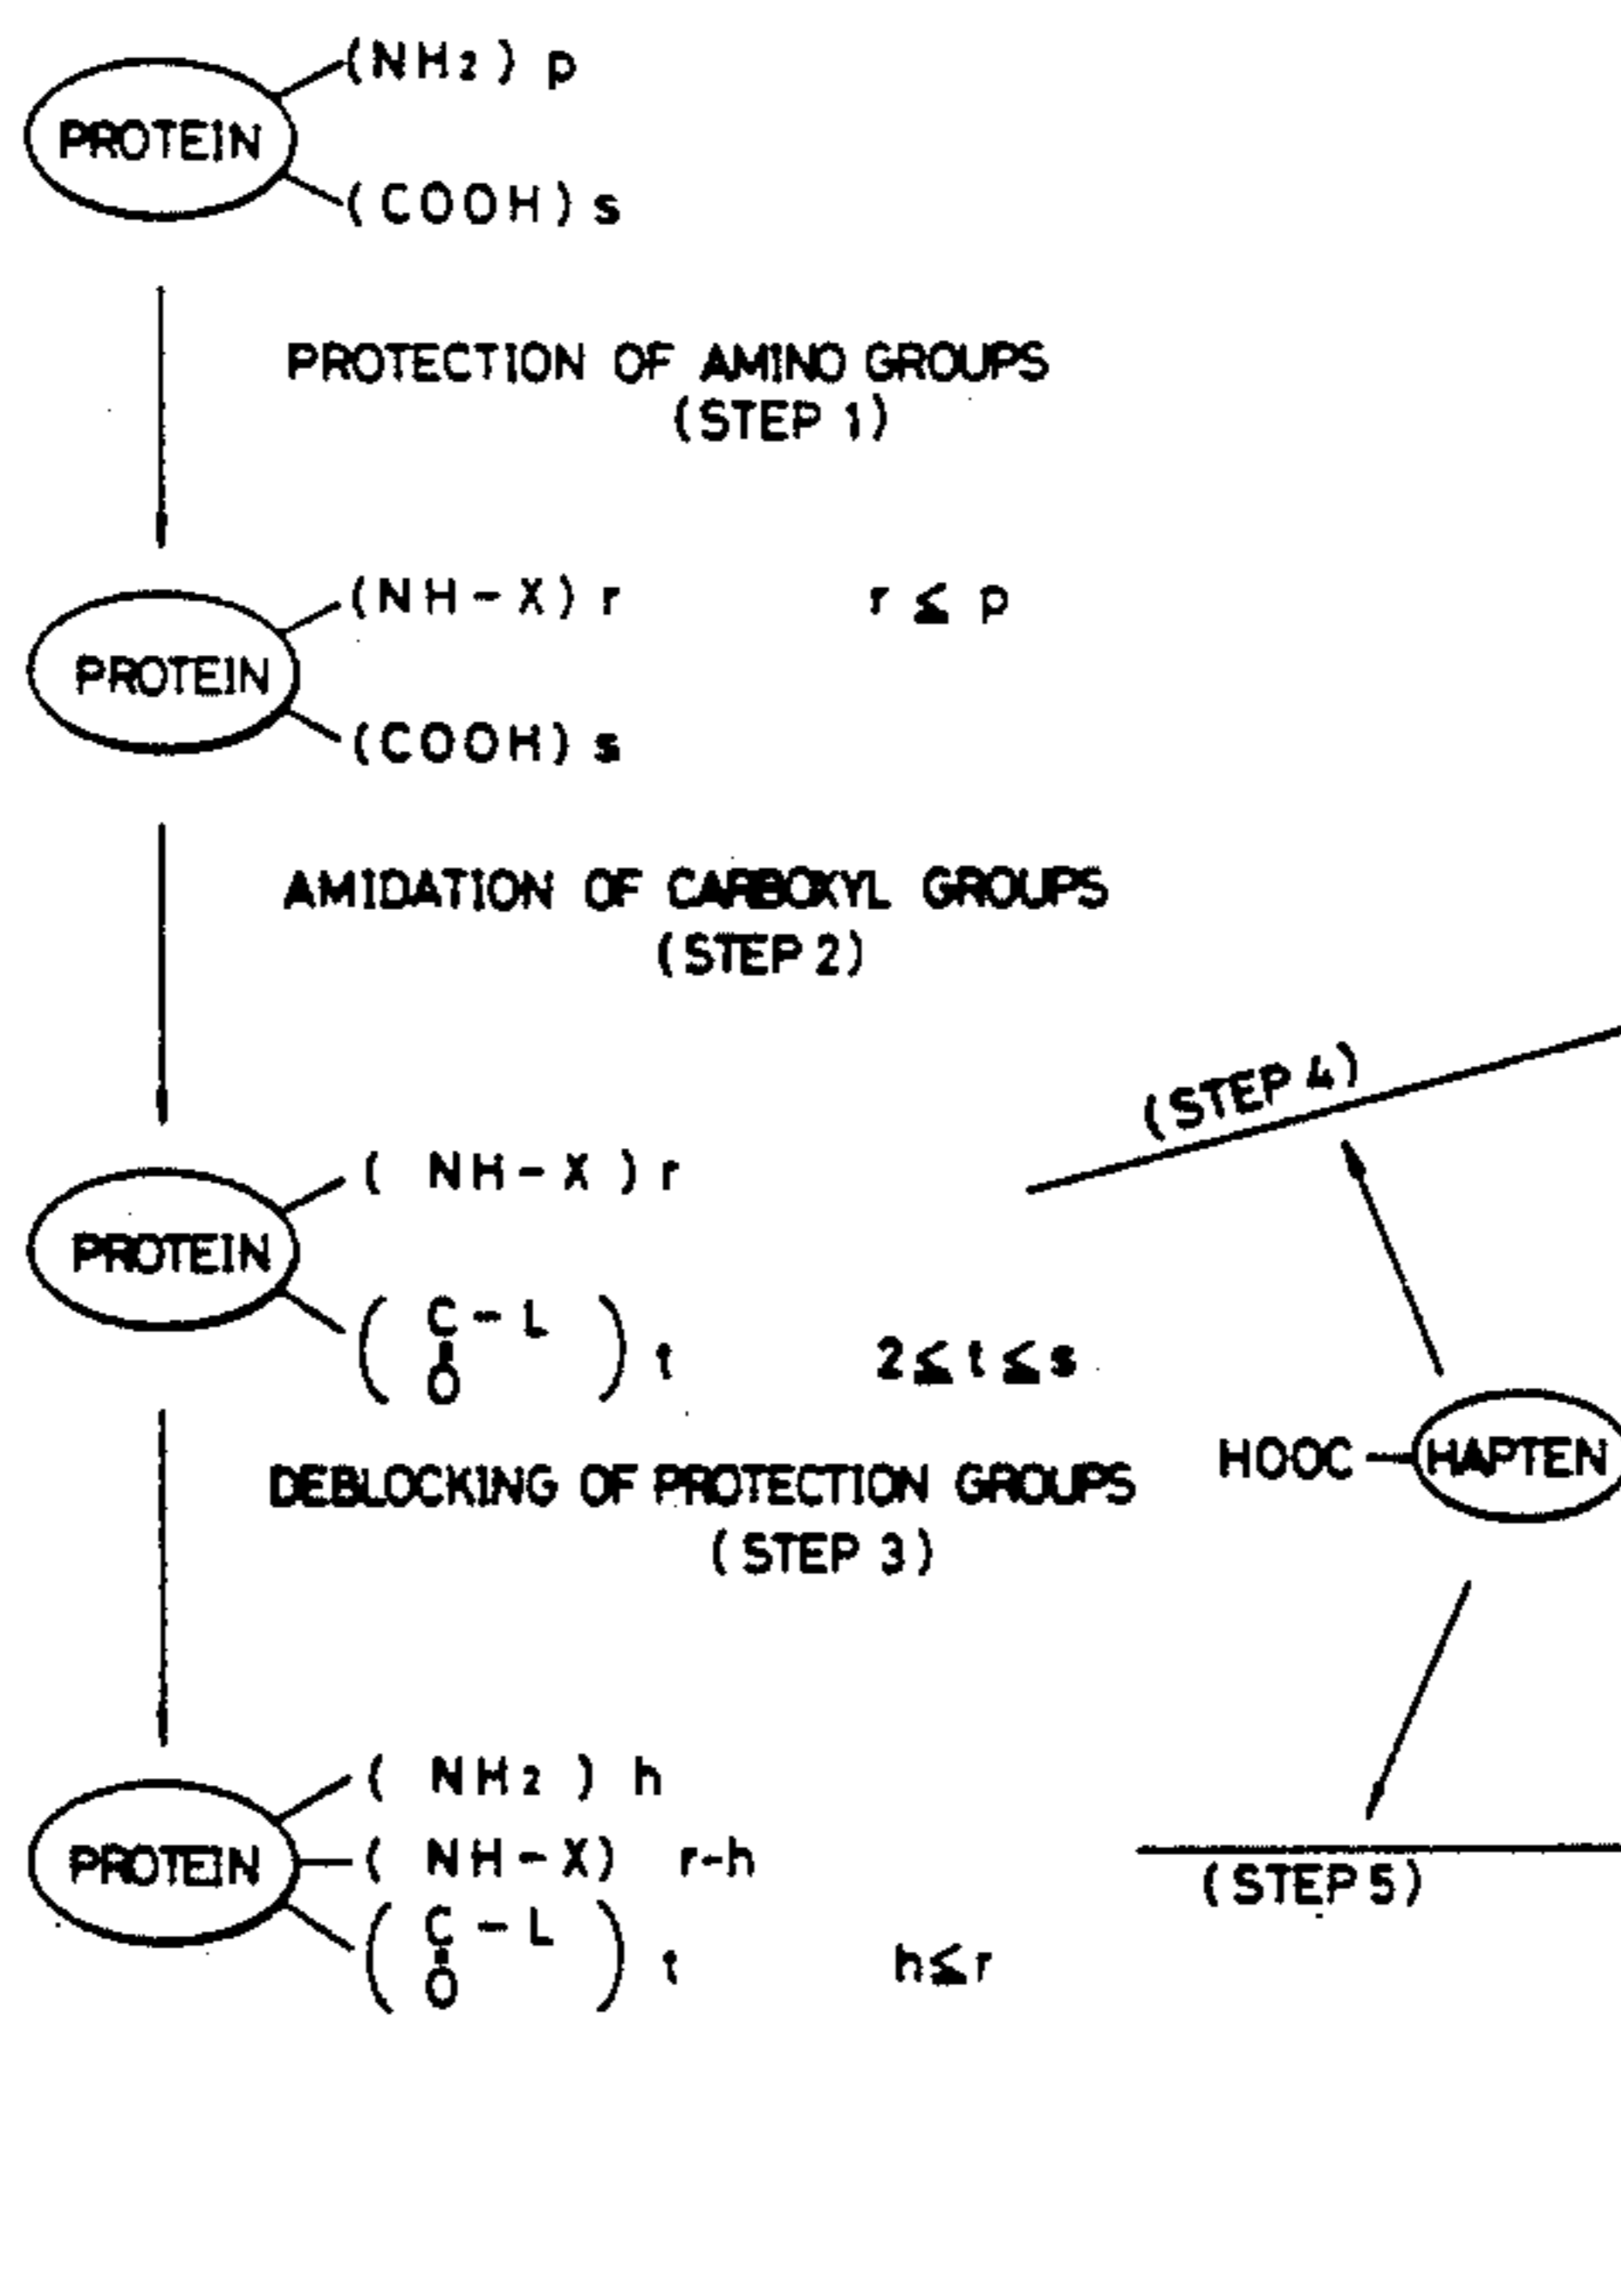 (NH2) p
PROTEIN
(COOH) s
PROTECTION OF AMINO GROUPS
(STEP 1)
(NH-X) r r ≦ p
PROTEIN
(COOH) s
AMIDATION OF CARBOXYL GROUPS
(STEP 2)
(STEP 4)
(NH-X) r
PROTEIN
(C-L
O) t 2≦t≦s
HOOC-HAPTEN
DEBLOCKING OF PROTECTION GROUPS
(STEP 3)
(NH2) h
PROTEIN (NH-X) r-h
(STEP 5)
(C-L
O) t h≦r